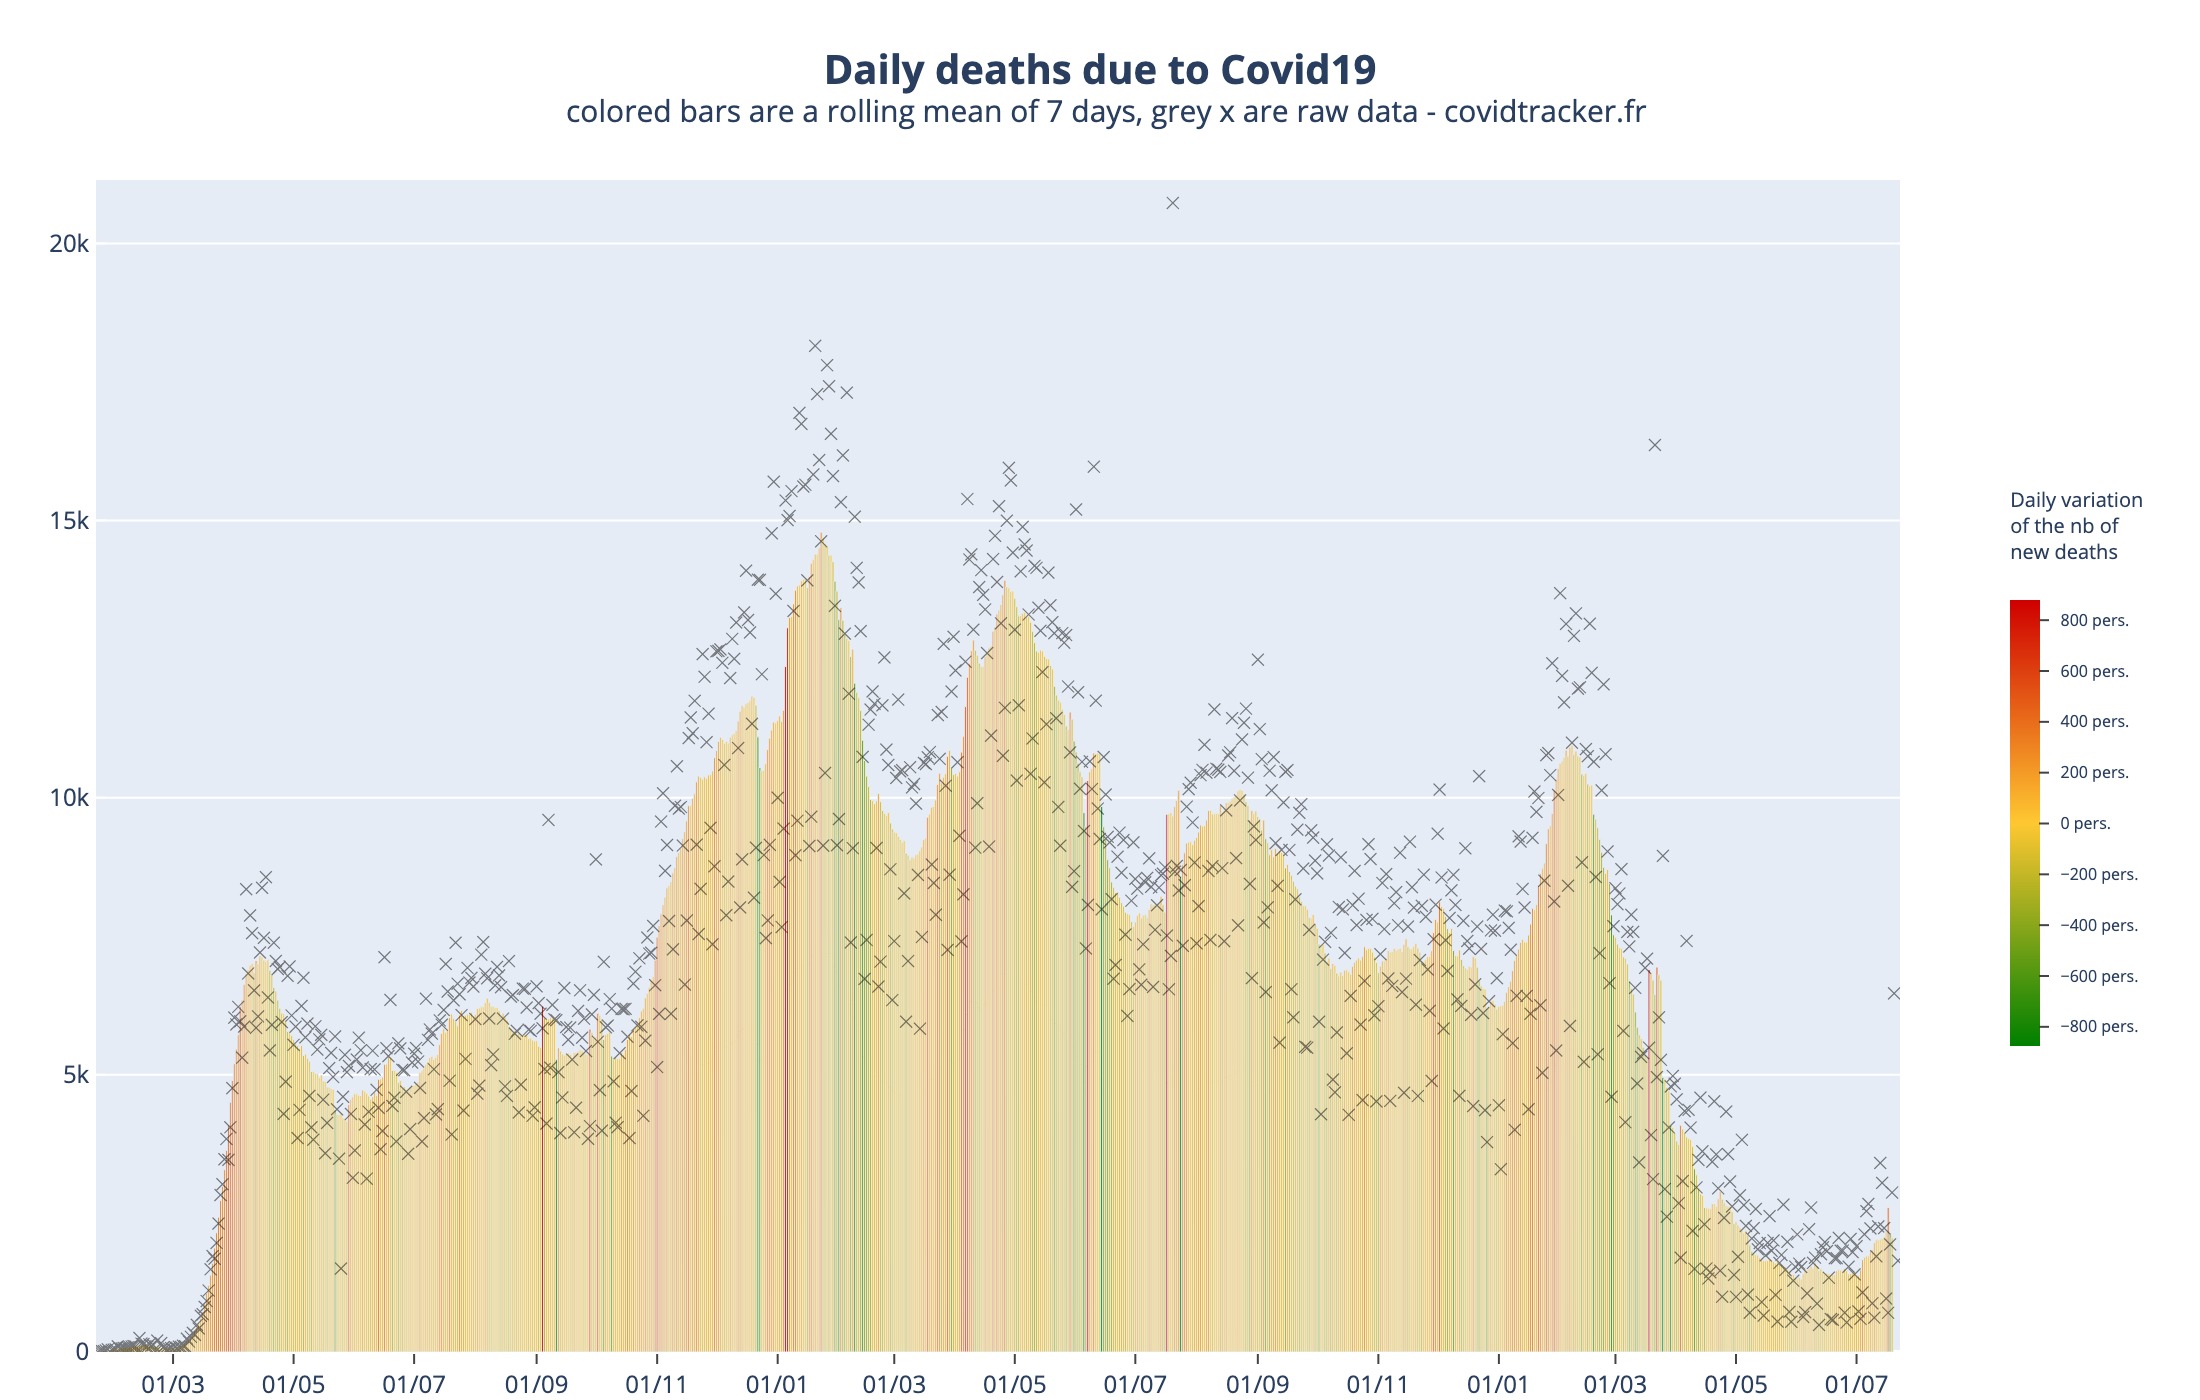 Daily deaths due to Covid19
colored bars are a rolling mean of 7 days, grey x are raw data - covidtracker.fr
20k
15k
10k
5k
0
01/03 01/05 01/07 01/09 01/11 01/01 01/03 01/05 01/07 01/09 01/11 01/01 01/03 01/05 01/07
Daily variation
of the nb of
new deaths
800 pers.
600 pers.
400 pers.
200 pers.
0 pers.
−200 pers.
−400 pers.
−600 pers.
−800 pers.